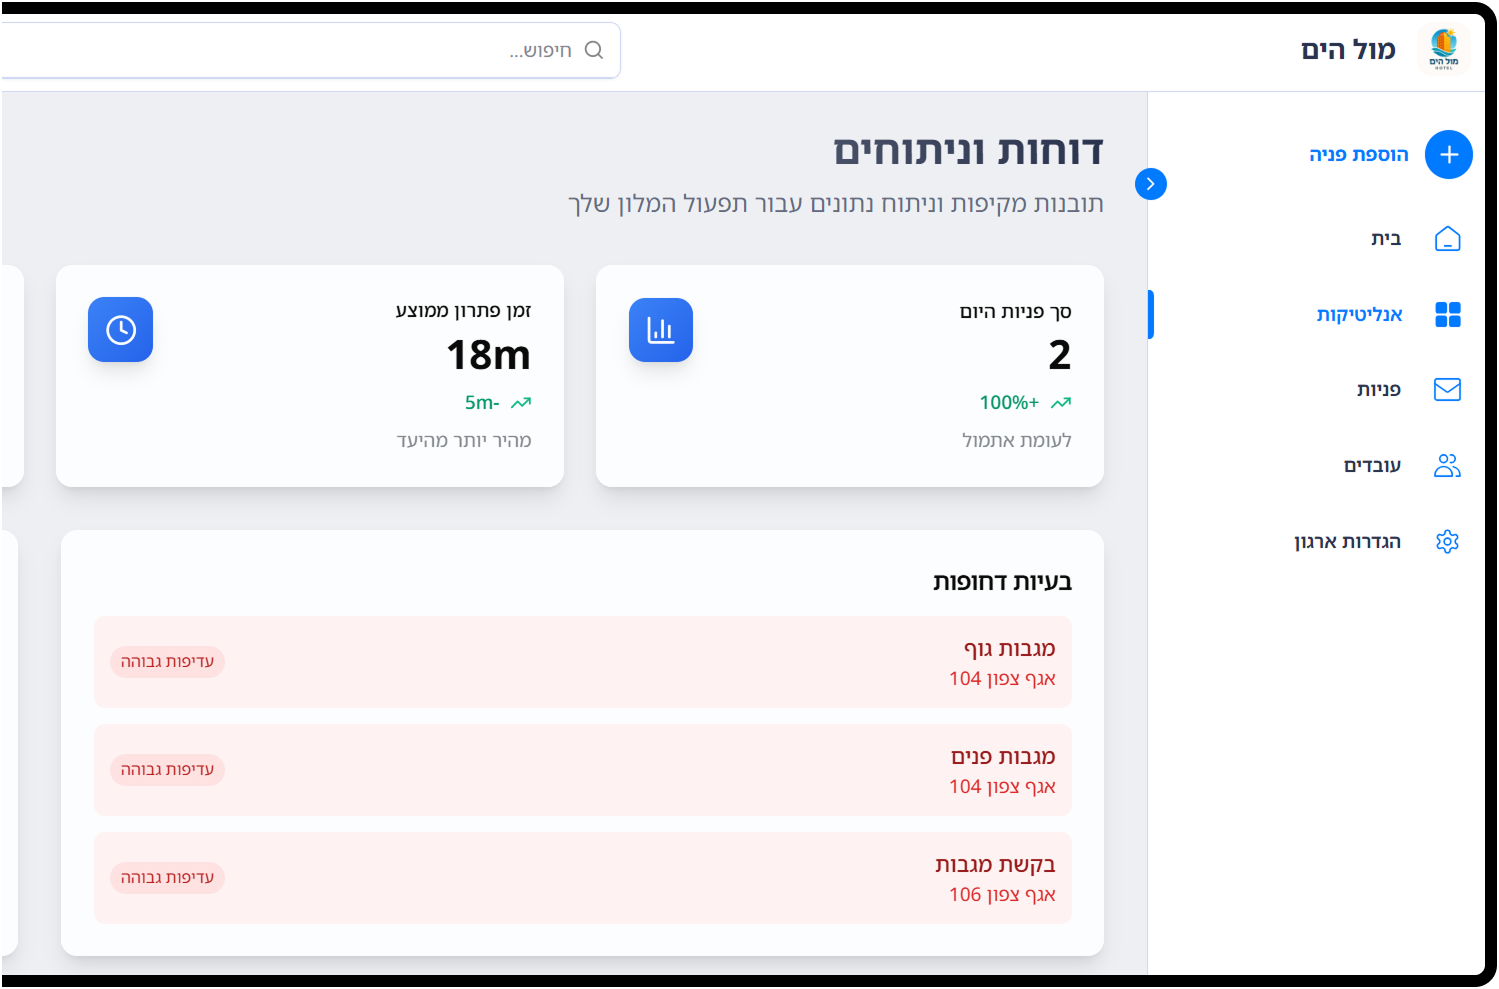 מול הים
HOTEL
מול הים
חיפוש...
הוספת פניה
בית
אנליטיקות
פניות
עובדים
הגדרות ארגון
דוחות וניתוחים
תובנות מקיפות וניתוח נתונים עבור תפעול המלון שלך
סך פניות היום
2
100%+
לעומת אתמול
זמן פתרון ממוצע
18m
5m-
מהיר יותר מהיעד
בעיות דחופות
מגבות גוף
אגף צפון 104
עדיפות גבוהה
מגבות פנים
אגף צפון 104
עדיפות גבוהה
בקשת מגבות
אגף צפון 106
עדיפות גבוהה